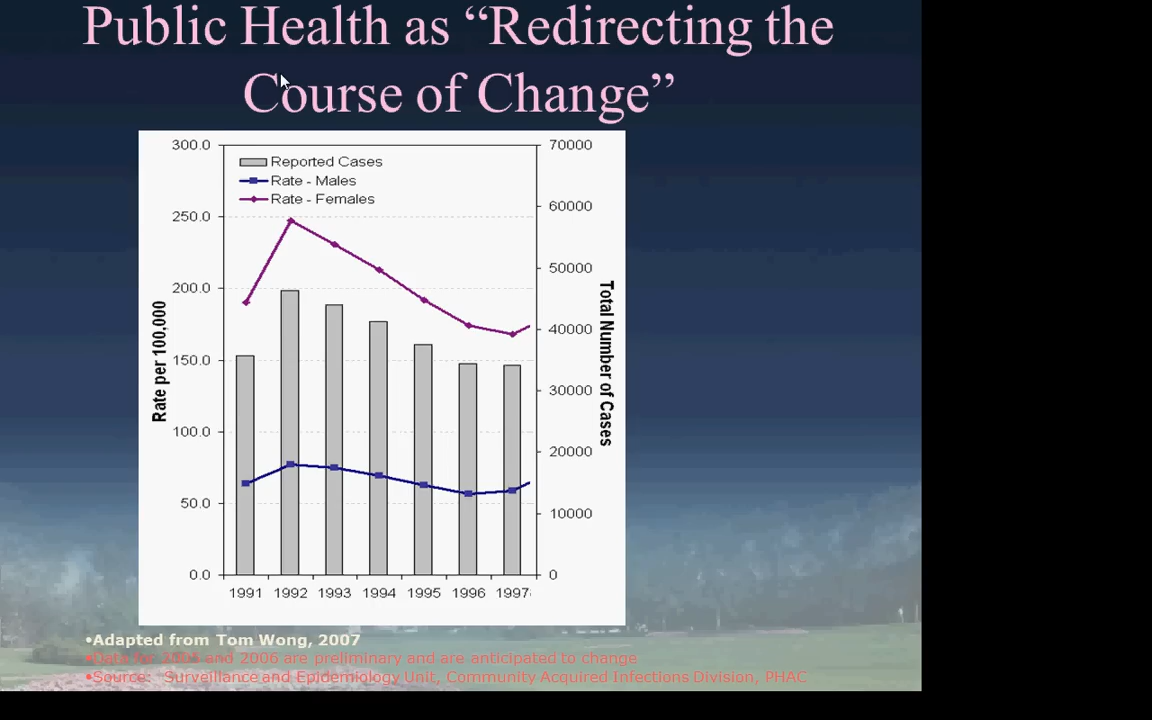 Public Health as “Redirecting the
Course of Change”
300.0
250.0
200.0
150.0
100.0
50.0
0.0
Rate per 100,000
Reported Cases
Rate - Males
Rate - Females
70000
60000
50000
40000
30000
20000
10000
0
Total Number of Cases
1991 1992 1993 1994 1995 1996 1997
•Adapted from Tom Wong, 2007
•Data for 2005 and 2006 are preliminary and are anticipated to change
•Source: Surveillance and Epidemiology Unit, Community Acquired Infections Division, PHAC